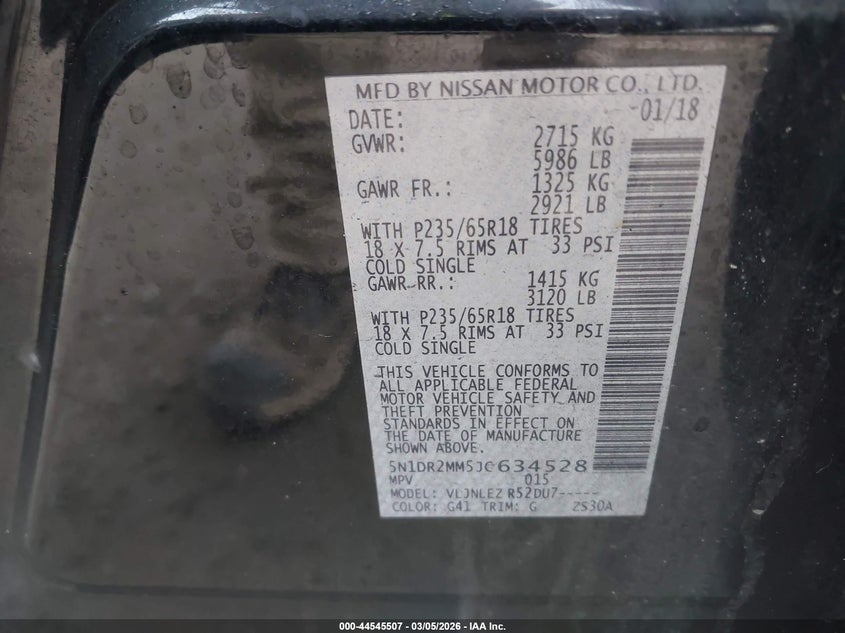 MFD BY NISSAN MOTOR CO., LTD.
DATE: 01/18
GVWR: 2715 KG
5986 LB
GAWR FR.: 1325 KG
2921 LB
WITH P235/65R18 TIRES
18 X 7.5 RIMS AT 33 PSI
COLD SINGLE
GAWR RR.: 1415 KG
3120 LB
WITH P235/65R18 TIRES
18 X 7.5 RIMS AT 33 PSI
COLD SINGLE
THIS VEHICLE CONFORMS TO
ALL APPLICABLE FEDERAL
MOTOR VEHICLE SAFETY AND
THEFT PREVENTION
STANDARDS IN EFFECT ON
THE DATE OF MANUFACTURE
SHOWN ABOVE.
5N1DR2MM5JC634528
MPV 015
MODEL: VLJNLEZ R52DU7-----
COLOR: G41 TRIM: G ZS30A
000-44545507 - 03/05/2026 - IAA Inc.